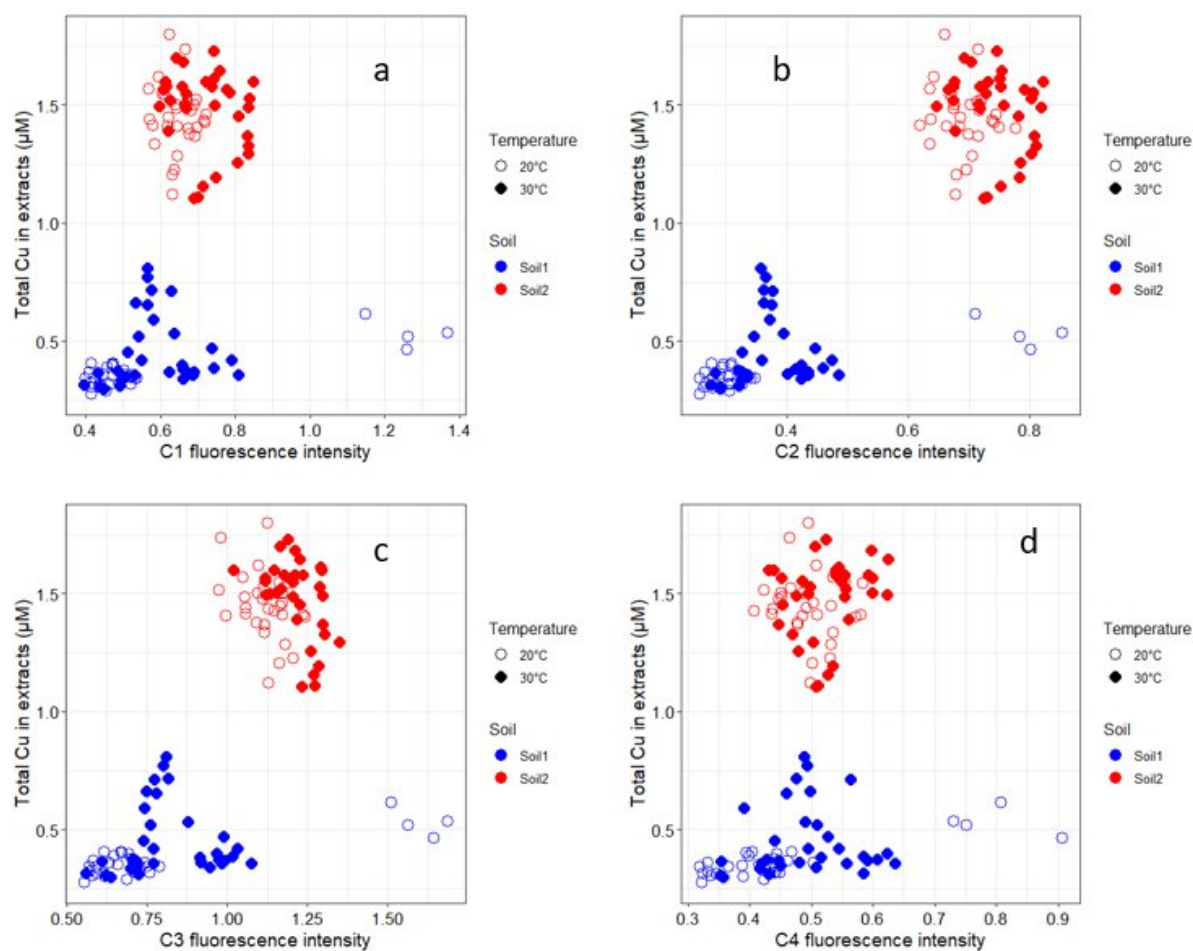 a
Total Cu in extracts (µM)
1.5
1.0
0.5
0.4 0.6 0.8 1.0 1.2 1.4
C1 fluorescence intensity
Temperature
20°C
30°C
Soil
Soil1
Soil2
b
Total Cu in extracts (µM)
1.5
1.0
0.5
0.4 0.6 0.8
C2 fluorescence intensity
Temperature
20°C
30°C
Soil
Soil1
Soil2
c
Total Cu in extracts (µM)
1.5
1.0
0.5
0.50 0.75 1.00 1.25 1.50
C3 fluorescence intensity
Temperature
20°C
30°C
Soil
Soil1
Soil2
d
Total Cu in extracts (µM)
1.5
1.0
0.5
0.3 0.4 0.5 0.6 0.7 0.8 0.9
C4 fluorescence intensity
Temperature
20°C
30°C
Soil
Soil1
Soil2